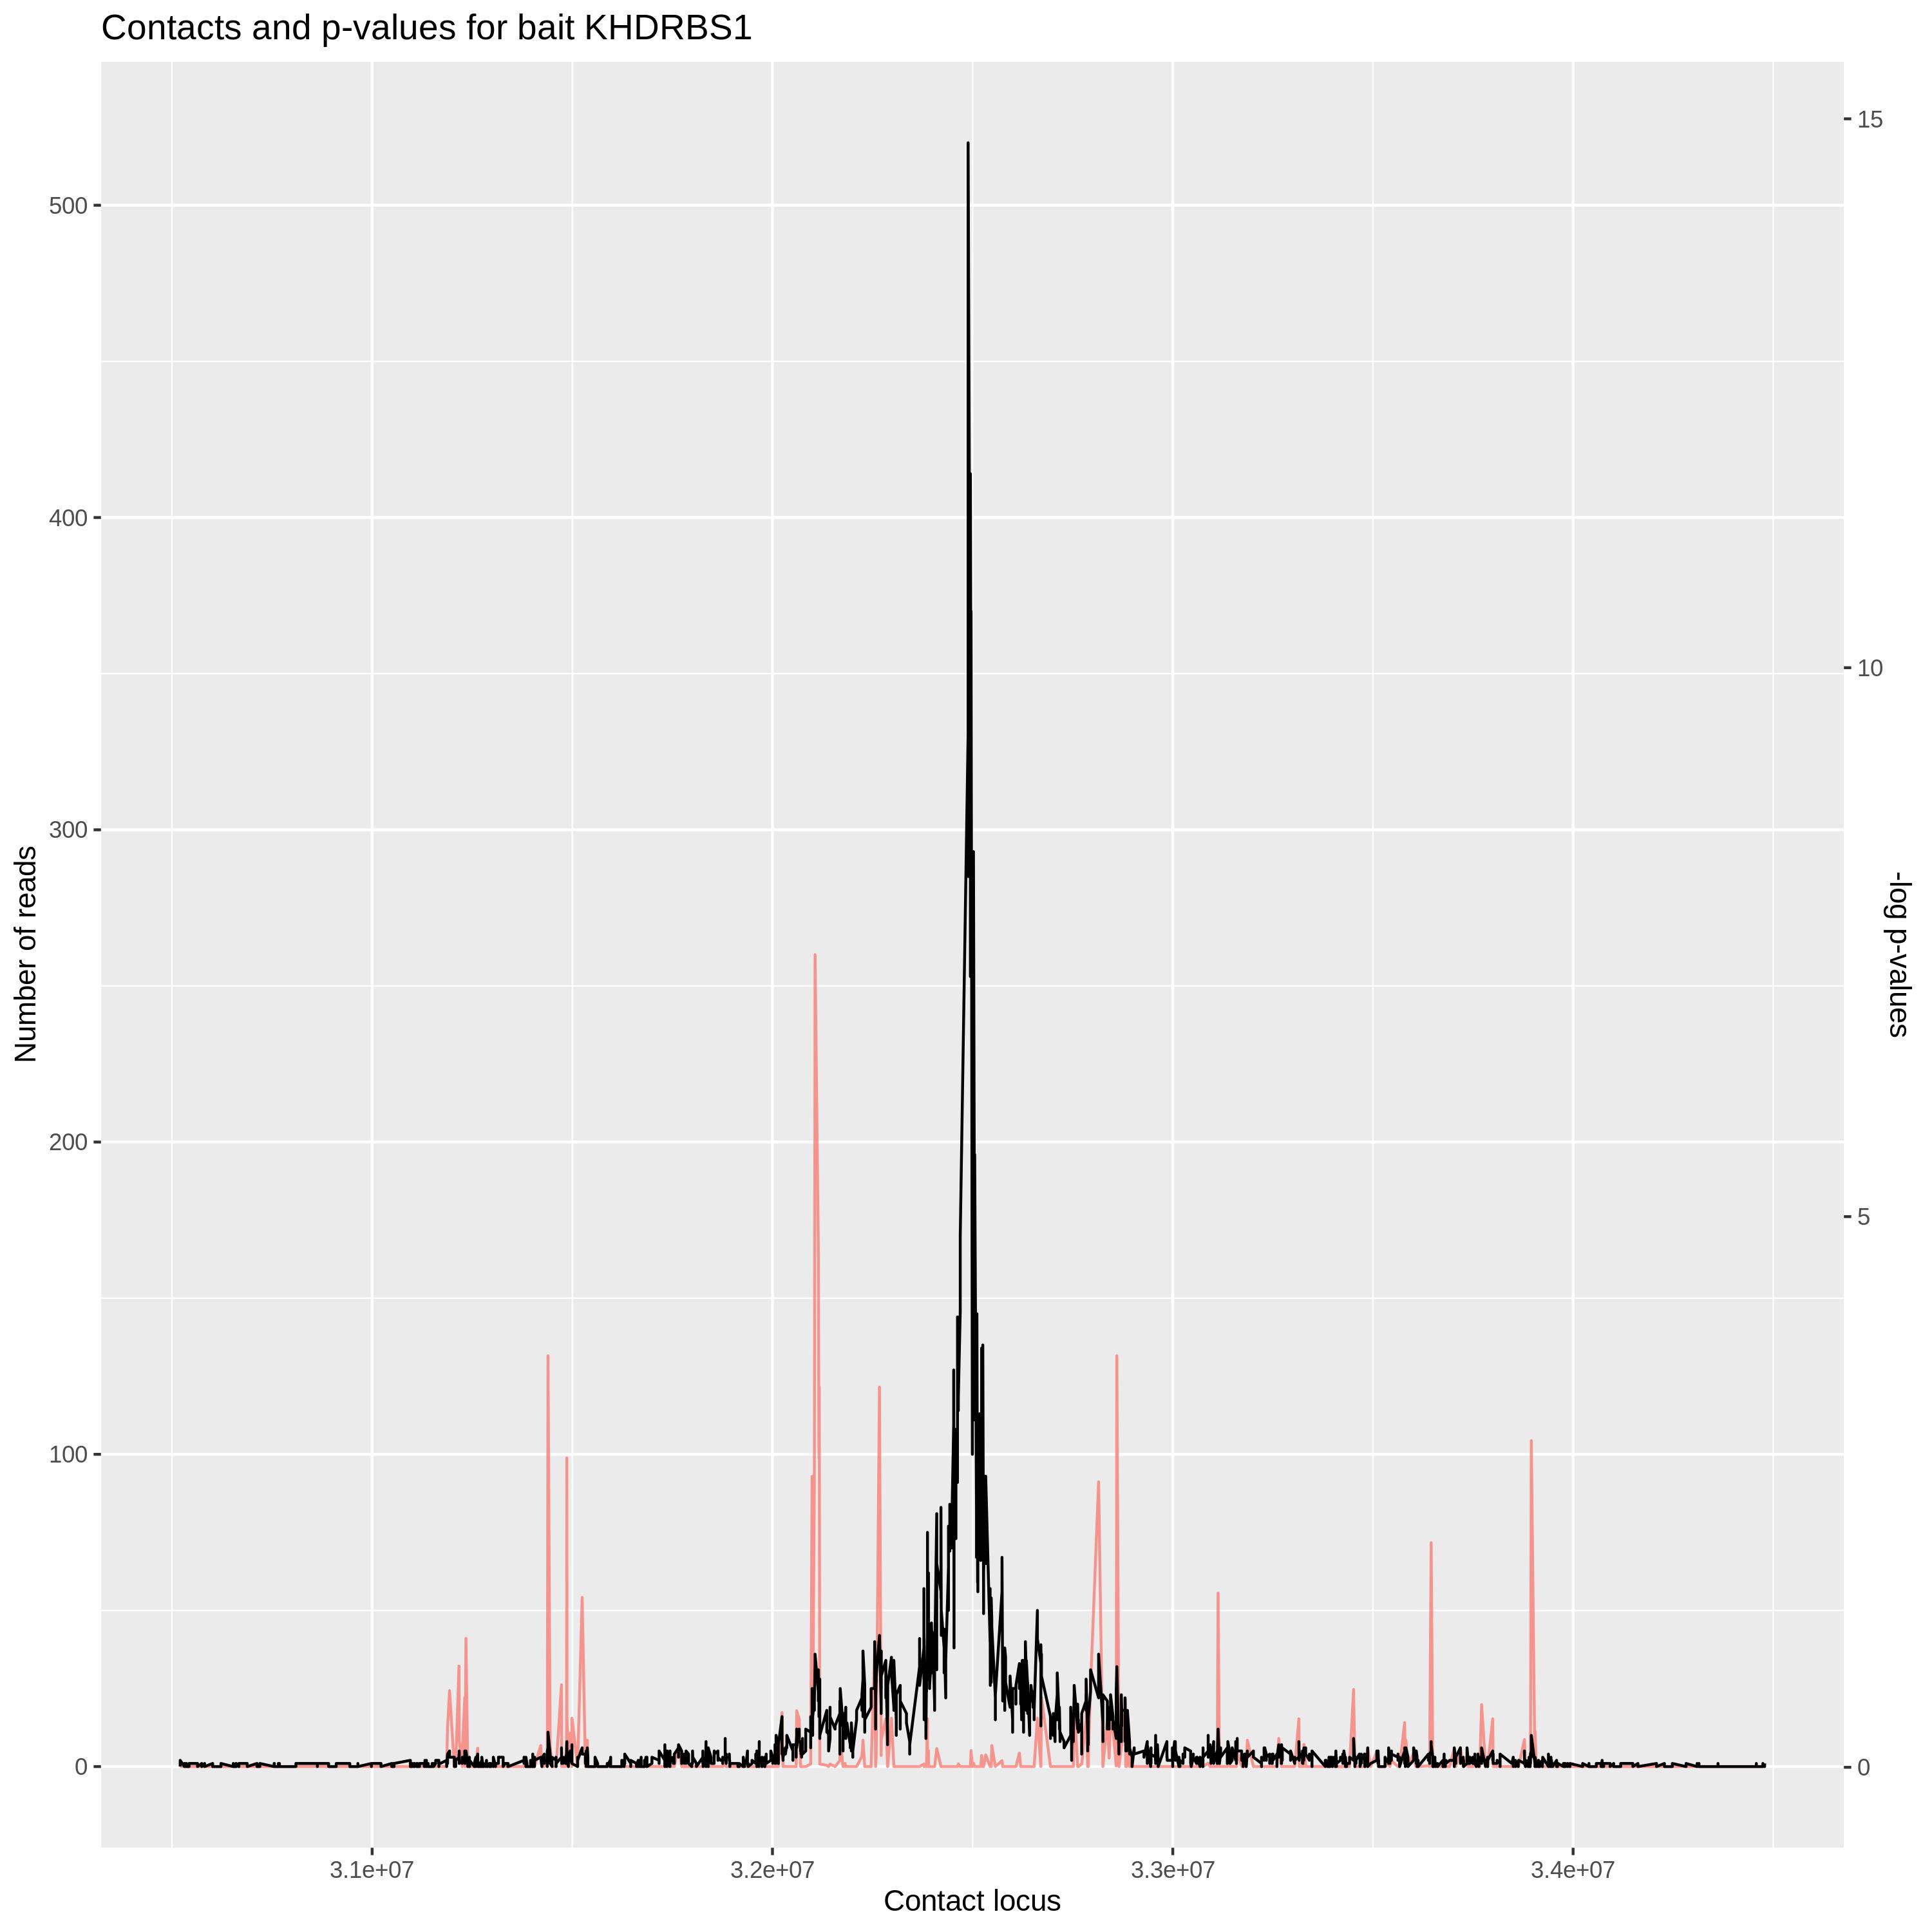 Contacts and p-values for bait KHDRBS1
15
500
400
10
300
Number of reads
-log p-values
200
5
100
0
0
3.1e+07
3.2e+07
3.3e+07
3.4e+07
Contact locus